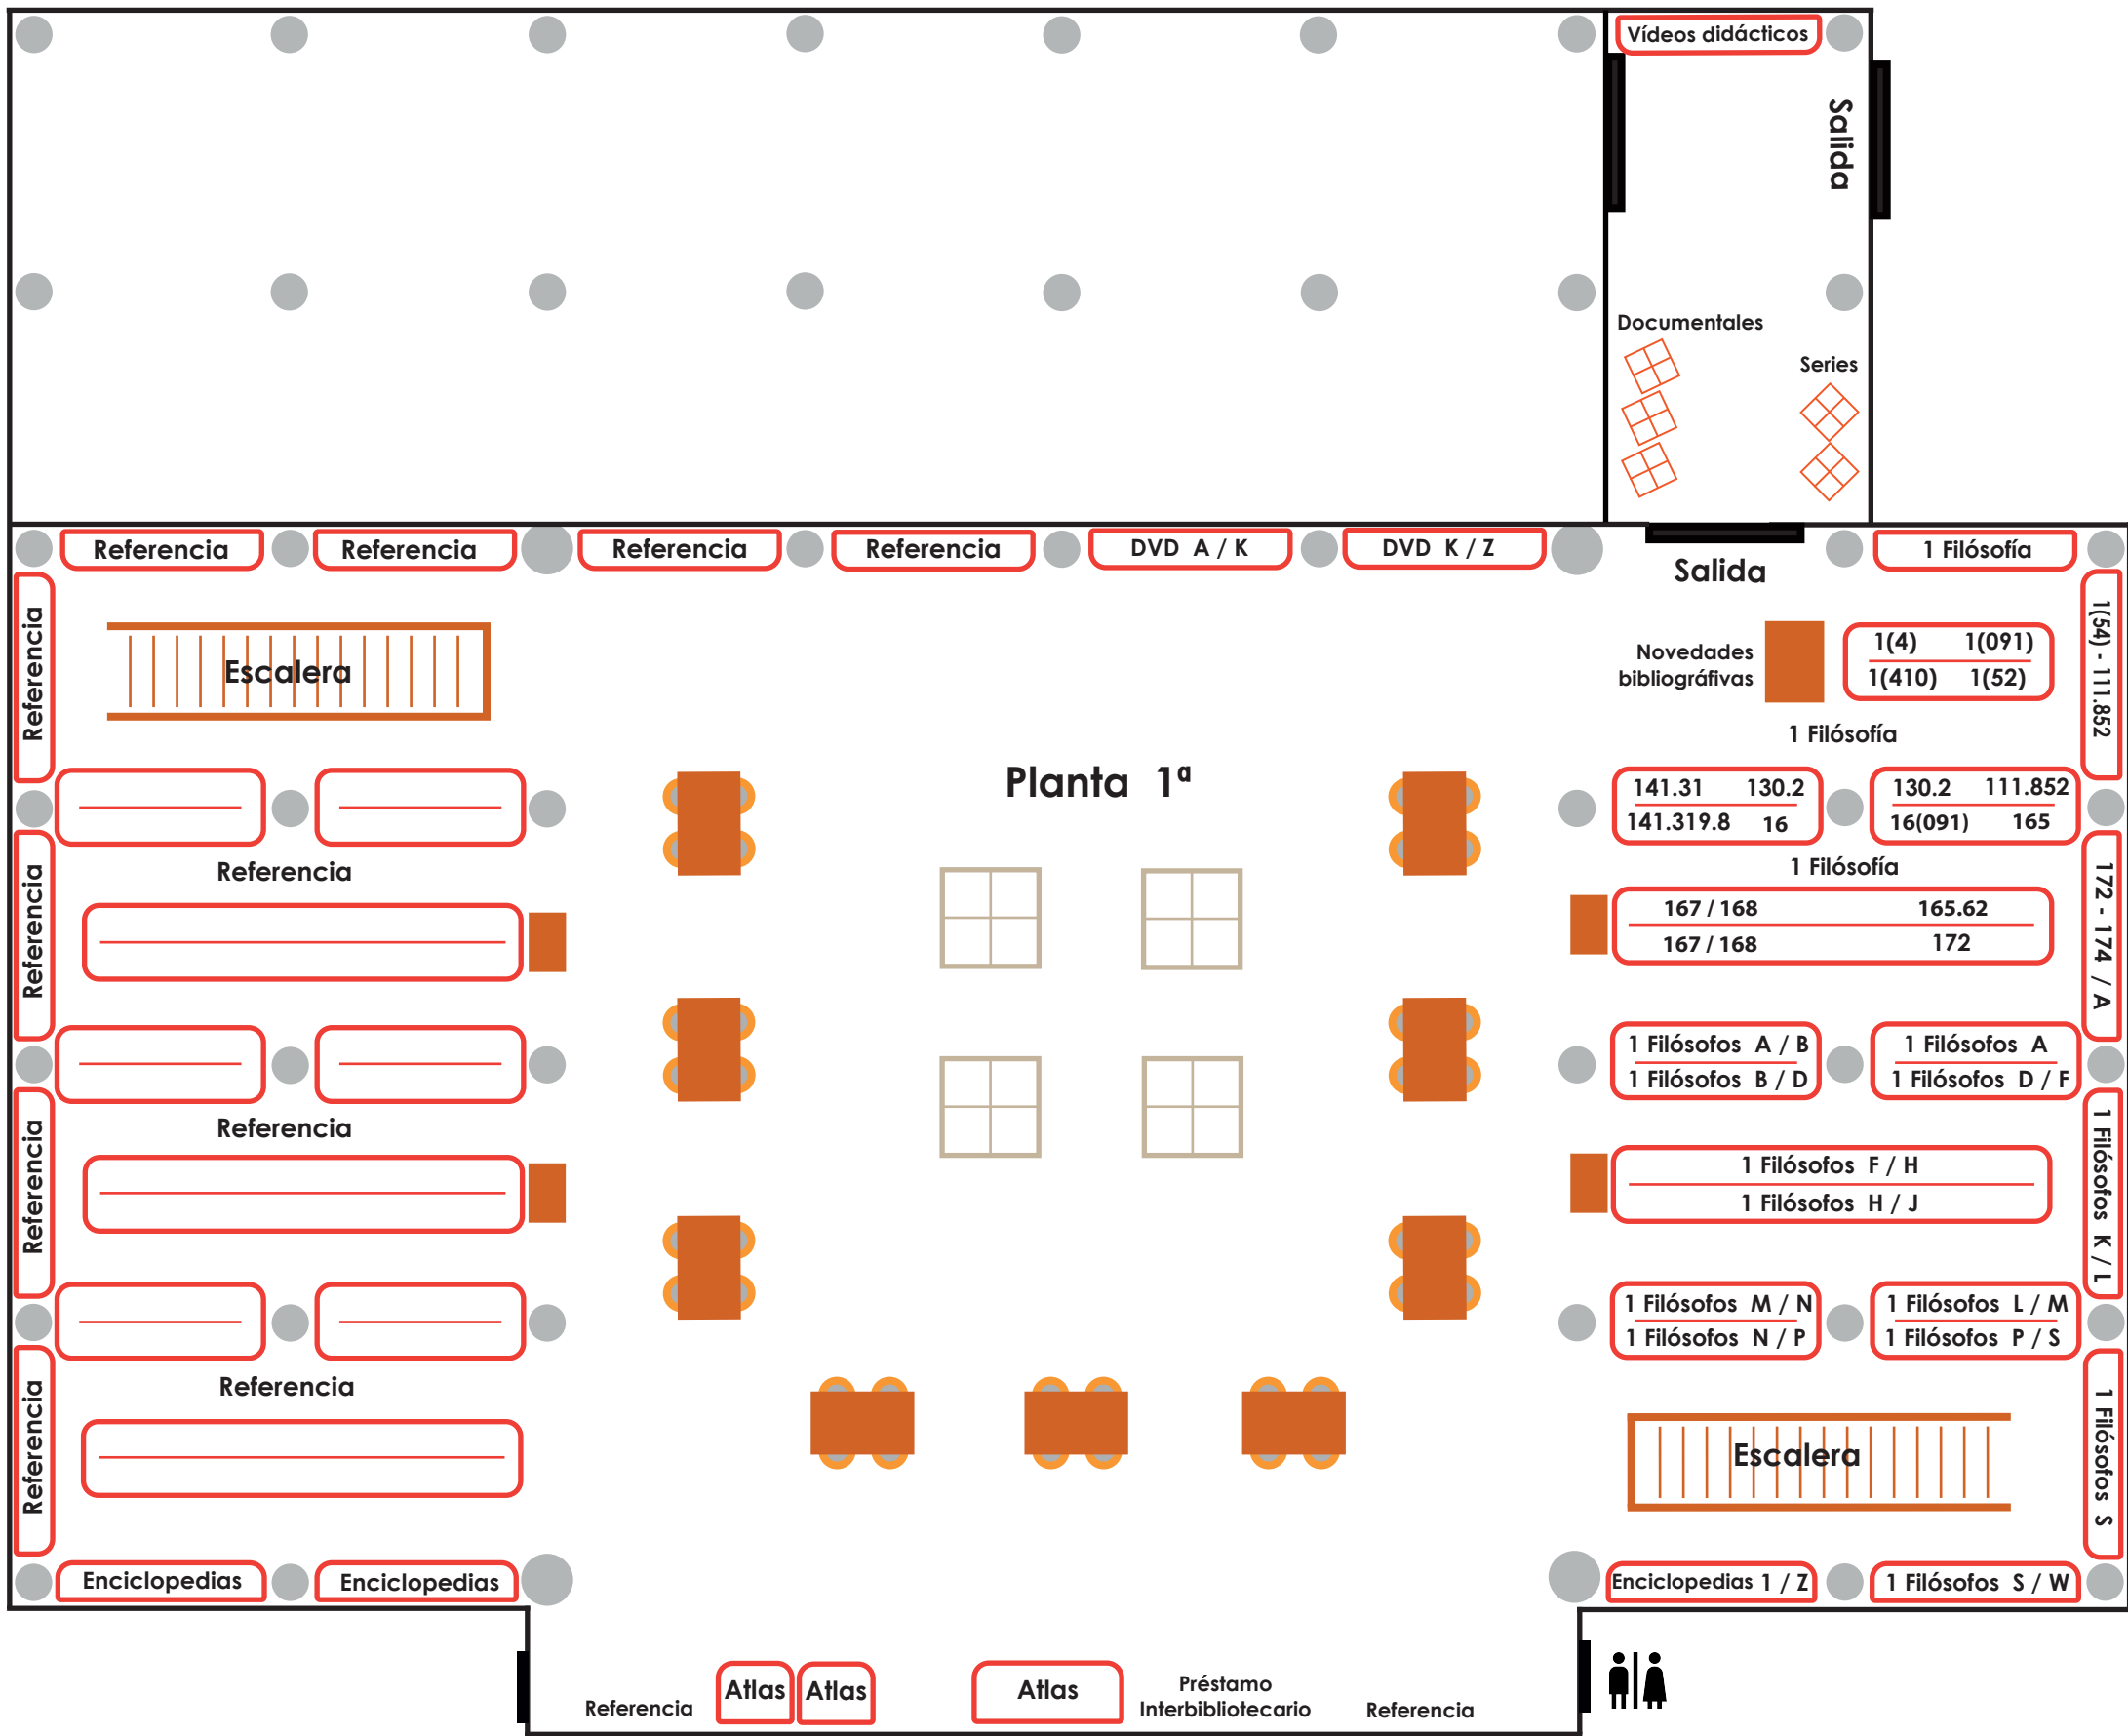 Vídeos didácticos
Salida
Documentales
Series
Referencia
Referencia
Referencia
Referencia
DVD A / K
DVD K / Z
Salida
1 Filósofía
Referencia
Escalera
Novedades
bibliográfivas
1(4) 1(091)
1(410) 1(52)
1(54) - 111.852
1 Filósofía
Planta 1ª
141.31 130.2
141.319.8 16
130.2 111.852
16(091) 165
Referencia
Referencia
1 Filósofía
167 / 168 165.62
167 / 168 172
172 - 174 / A
1 Filósofos A / B
1 Filósofos B / D
1 Filósofos A
1 Filósofos D / F
Referencia
Referencia
1 Filósofos F / H
1 Filósofos H / J
1 Filósofos K / L
1 Filósofos M / N
1 Filósofos N / P
1 Filósofos L / M
1 Filósofos P / S
Referencia
Referencia
Escalera
1 Filósofos S
Enciclopedias
Enciclopedias
Enciclopedias 1 / Z
1 Filósofos S / W
Referencia
Atlas
Atlas
Atlas
Préstamo
Interbibliotecario
Referencia